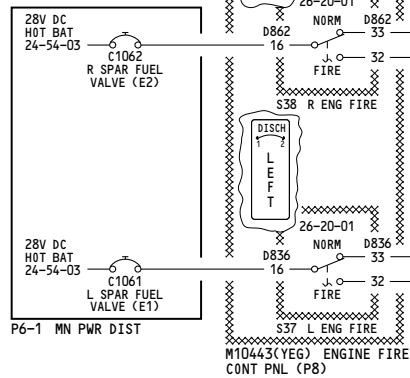 26-20-01
28V DC
HOT BAT
24-54-03
C1062
R SPAR FUEL
VALVE (E2)
D862
16
NORM
D862
33
32
FIRE
S38 R ENG FIRE
DISCH
1 2
L
E
F
T
26-20-01
28V DC
HOT BAT
24-54-03
C1061
L SPAR FUEL
VALVE (E1)
D836
16
NORM
D836
33
32
FIRE
S37 L ENG FIRE
P6-1 MN PWR DIST
M10443(YEG) ENGINE FIRE
CONT PNL (P8)